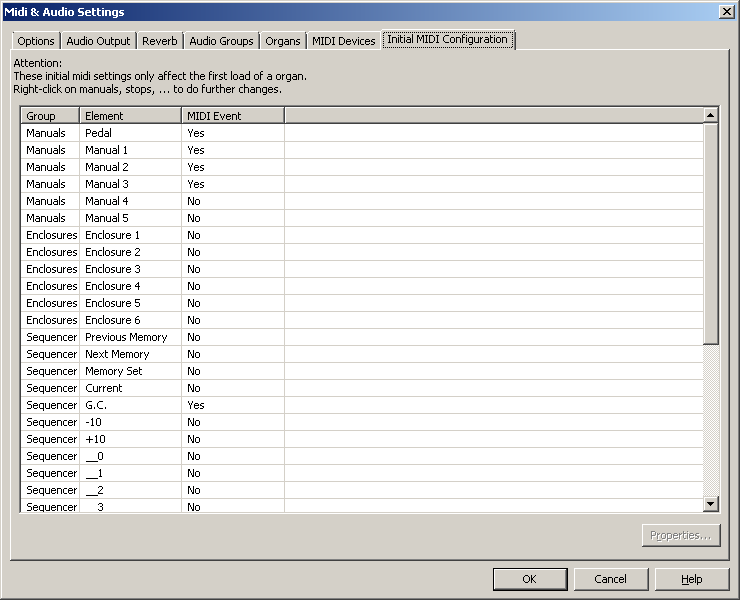 Midi & Audio Settings
Options Audio Output Reverb Audio Groups Organs MIDI Devices Initial MIDI Configuration
Attention:
These initial midi settings only affect the first load of a organ.
Right-click on manuals, stops, ... to do further changes.
Group Element MIDI Event
Manuals Pedal Yes
Manuals Manual 1 Yes
Manuals Manual 2 Yes
Manuals Manual 3 Yes
Manuals Manual 4 No
Manuals Manual 5 No
Enclosures Enclosure 1 No
Enclosures Enclosure 2 No
Enclosures Enclosure 3 No
Enclosures Enclosure 4 No
Enclosures Enclosure 5 No
Enclosures Enclosure 6 No
Sequencer Previous Memory No
Sequencer Next Memory No
Sequencer Memory Set No
Sequencer Current No
Sequencer G.C. Yes
Sequencer -10 No
Sequencer +10 No
Sequencer __0 No
Sequencer __1 No
Sequencer __2 No
Sequencer 3 No
Properties...
OK Cancel Help